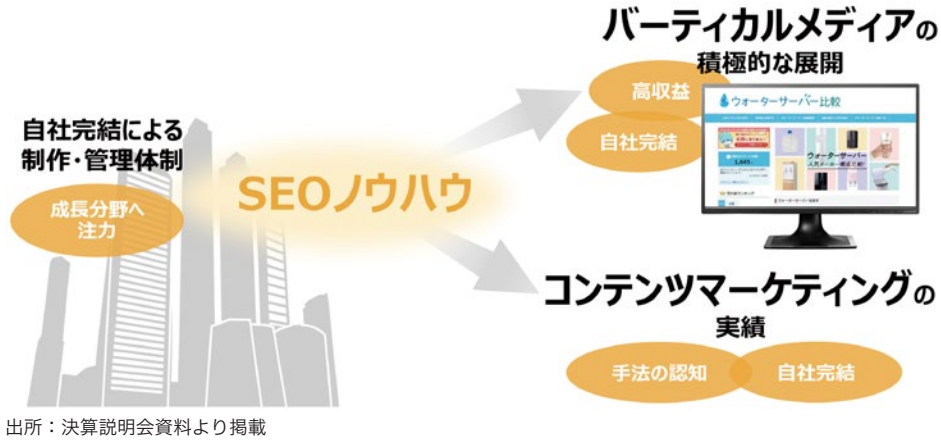 バーティカルメディアの
積極的な展開
高収益
自社完結
ウォーターサーバー比較
ウォーターサーバー
1,445
自社完結による
制作・管理体制
成長分野へ
注力
SEOノウハウ
コンテンツマーケティングの
実績
手法の認知
自社完結
出所：決算説明会資料より掲載